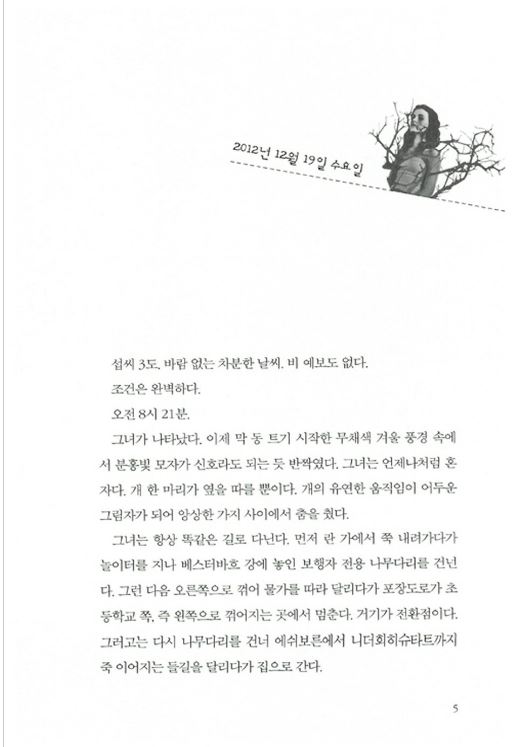 2012년 12월 19일 수요일
섭씨 3도. 바람 없는 차분한 날씨. 비 예보도 없다.
조건은 완벽하다.
오전 8시 21분.
그녀가 나타났다. 이제 막 동 트기 시작한 무채색 겨울 풍경 속에
서 분홍빛 모자가 신호라도 되는 듯 반짝였다. 그녀는 언제나처럼 혼
자다. 개 한 마리가 옆을 따를 뿐이다. 개의 유연한 움직임이 어두운
그림자가 되어 앙상한 가지 사이에서 춤을 췄다.
그녀는 항상 똑같은 길로 다닌다. 먼저 란 가에서 쭉 내려가다가
놀이터를 지나 베스터바흐 강에 놓인 보행자 전용 나무다리를 건넌
다. 그런 다음 오른쪽으로 꺾어 물가를 따라 달리다가 포장도로가 초
등학교 쪽, 즉 왼쪽으로 꺾어지는 곳에서 멈춘다. 거기가 전환점이다.
그러고는 다시 나무다리를 건너 에쉬보른에서 니더회히슈타트까지
죽 이어지는 들길을 달리다가 집으로 간다.
5